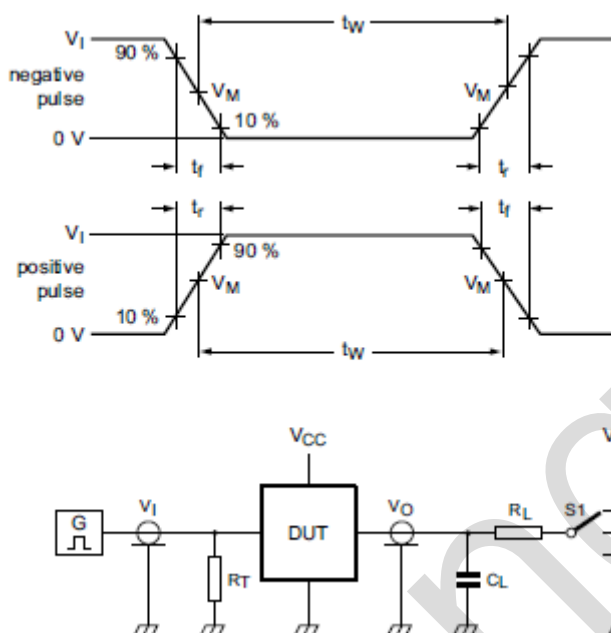 tW
VI
90 %
negative
pulse
VM
VM
10 %
0 V
tf
tr
tr
tf
VI
positive
pulse
90 %
VM
VM
10 %
0 V
tW
VCC
V
G
VI
DUT
VO
RL
S1
RT
CL